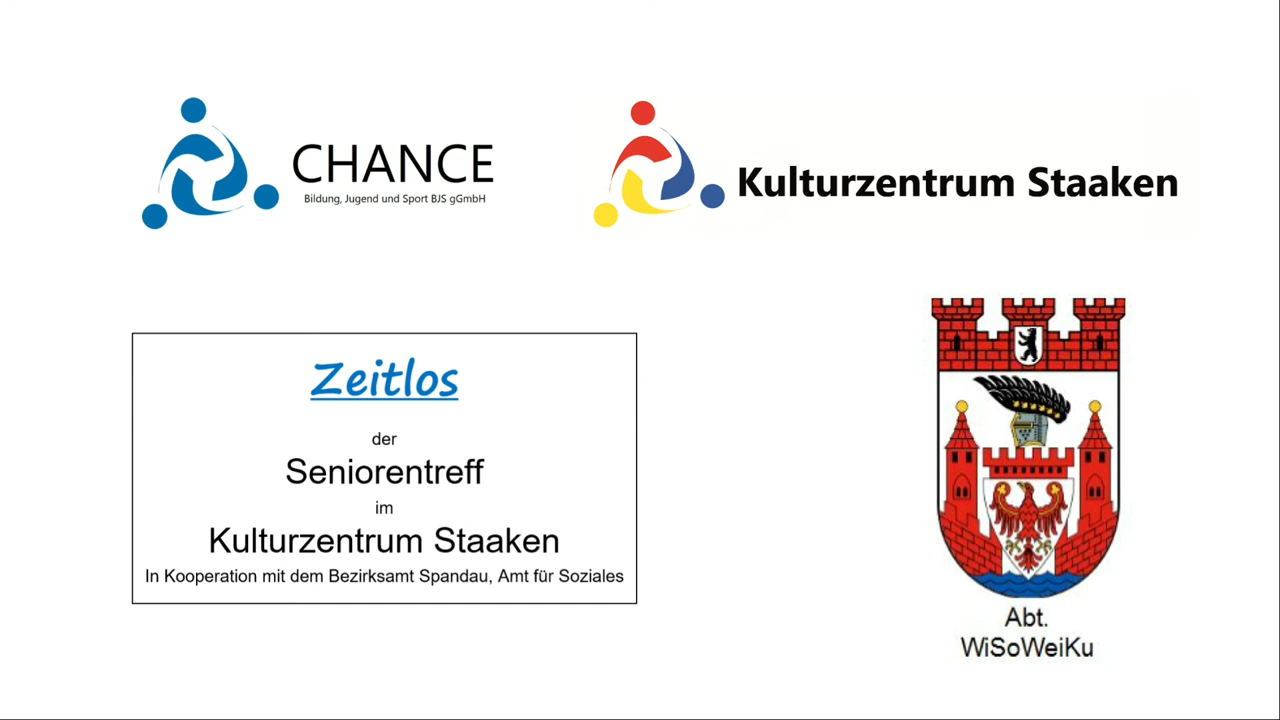 CHANCE
Bildung, Jugend und Sport BJS gGmbH
Kulturzentrum Staaken
Zeitlos
der
Seniorentreff
im
Kulturzentrum Staaken
In Kooperation mit dem Bezirksamt Spandau, Amt für Soziales
Abt.
WiSoWeiKu